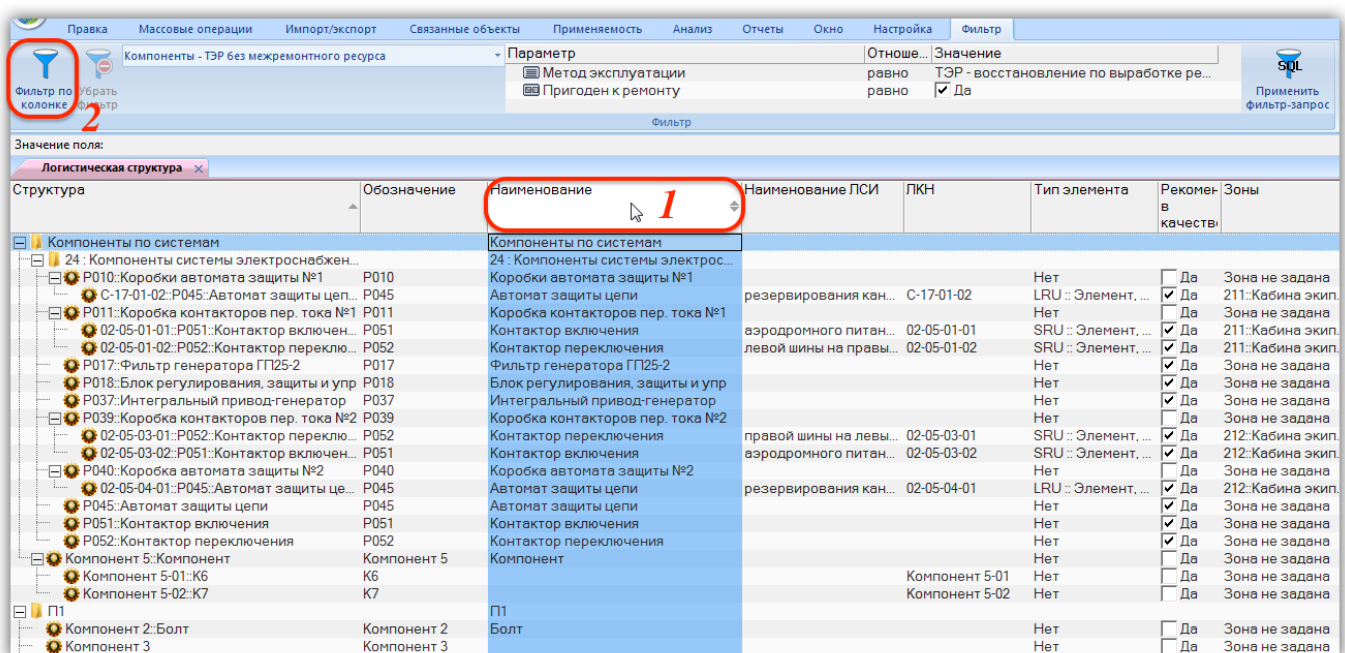 Правка Массовые операции Импорт/экспорт Связанные объекты Применяемость Анализ Отчеты Окно Настройка Фильтр
Компоненты - ТЭР без межремонтного ресурса
Фильтр по колонке
Убрать фильтр
2
Параметр Отноше... Значение
Метод эксплуатации равно ТЭР - восстановление по выработке ре...
Пригоден к ремонту равно Да
SQL
Применить фильтр-запрос
Фильтр
Значение поля:
Логистическая структура
Структура Обозначение Наименование 1 Наименование ЛСИ ЛКН Тип элемента Рекомен в качестве Зоны
Компоненты по системам Компоненты по системам
24 : Компоненты системы электроснабжен... 24 : Компоненты системы электрос...
P010::Коробки автомата защиты №1 P010 Коробки автомата защиты №1 Нет Да Зона не задана
С-17-01-02::P045::Автомат защиты цеп... P045 Автомат защиты цепи резервирования кан... С-17-01-02 LRU :: Элемент, ... Да 211::Кабина экип.
P011::Коробка контакторов пер. тока №1 P011 Коробка контакторов пер. тока №1 Нет Да Зона не задана
02-05-01-01::P051::Контактор включен... P051 Контактор включения аэродромного питан... 02-05-01-01 SRU :: Элемент, ... Да 211::Кабина экип.
02-05-01-02::P052::Контактор переклю... P052 Контактор переключения левой шины на правы... 02-05-01-02 SRU :: Элемент, ... Да 211::Кабина экип.
P017::Фильтр генератора ГП25-2 P017 Фильтр генератора ГП25-2 Нет Да Зона не задана
P018::Блок регулирования, защиты и упр P018 Блок регулирования, защиты и упр Нет Да Зона не задана
P037::Интегральный привод-генератор P037 Интегральный привод-генератор Нет Да Зона не задана
P039::Коробка контакторов пер. тока №2 P039 Коробка контакторов пер. тока №2 Нет Да Зона не задана
02-05-03-01::P052::Контактор переклю... P052 Контактор переключения правой шины на левы... 02-05-03-01 SRU :: Элемент, ... Да 212::Кабина экип.
02-05-03-02::P051::Контактор включен... P051 Контактор включения аэродромного питан... 02-05-03-02 SRU :: Элемент, ... Да 212::Кабина экип.
P040::Коробка автомата защиты №2 P040 Коробка автомата защиты №2 Нет Да Зона не задана
02-05-04-01::P045::Автомат защиты це... P045 Автомат защиты цепи резервирования кан... 02-05-04-01 LRU :: Элемент, ... Да 212::Кабина экип.
P045::Автомат защиты цепи P045 Автомат защиты цепи Нет Да Зона не задана
P051::Контактор включения P051 Контактор включения Нет Да Зона не задана
P052::Контактор переключения P052 Контактор переключения Нет Да Зона не задана
Компонент 5::Компонент Компонент 5 Компонент Нет Да Зона не задана
Компонент 5-01::К6 К6 Компонент 5-01 Нет Да Зона не задана
Компонент 5-02::К7 К7 Компонент 5-02 Нет Да Зона не задана
П1 П1
Компонент 2::Болт Компонент 2 Болт Нет Да Зона не задана
Компонент 3 Компонент 3 Нет Да Зона не задана